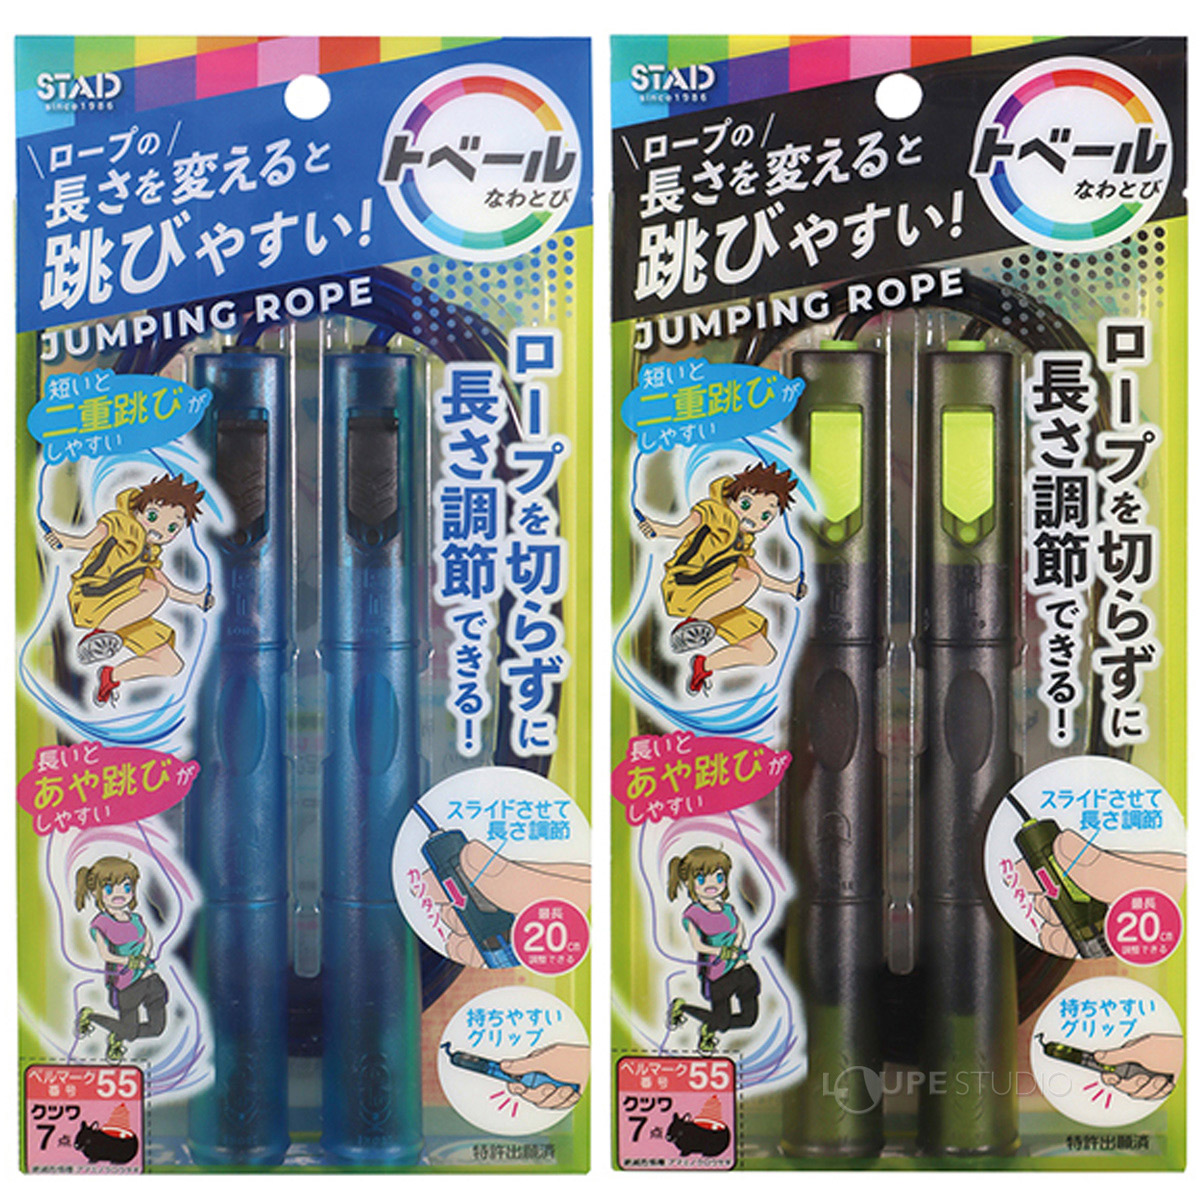 STAD
since1986
トベール
なわとび
ロープの
長さを変えると
跳びやすい!
JUMPING ROPE
ロープを切らずに
長さ調節できる!
短いと
二重跳びが
しやすい
長いと
あや跳びが
しやすい
スライドさせて
長さ調節
カンタン!
最長
20cm
調整できる
持ちやすい
グリップ
ベルマーク
番号
55
クツワ
7点
特許出願済
STAD
since1986
トベール
なわとび
ロープの
長さを変えると
跳びやすい!
JUMPING ROPE
ロープを切らずに
長さ調節できる!
短いと
二重跳びが
しやすい
長いと
あや跳びが
しやすい
スライドさせて
長さ調節
カンタン!
最長
20cm
調整できる
持ちやすい
グリップ
LOUPE STUDIO
ベルマーク
番号
55
クツワ
7点
特許出願済